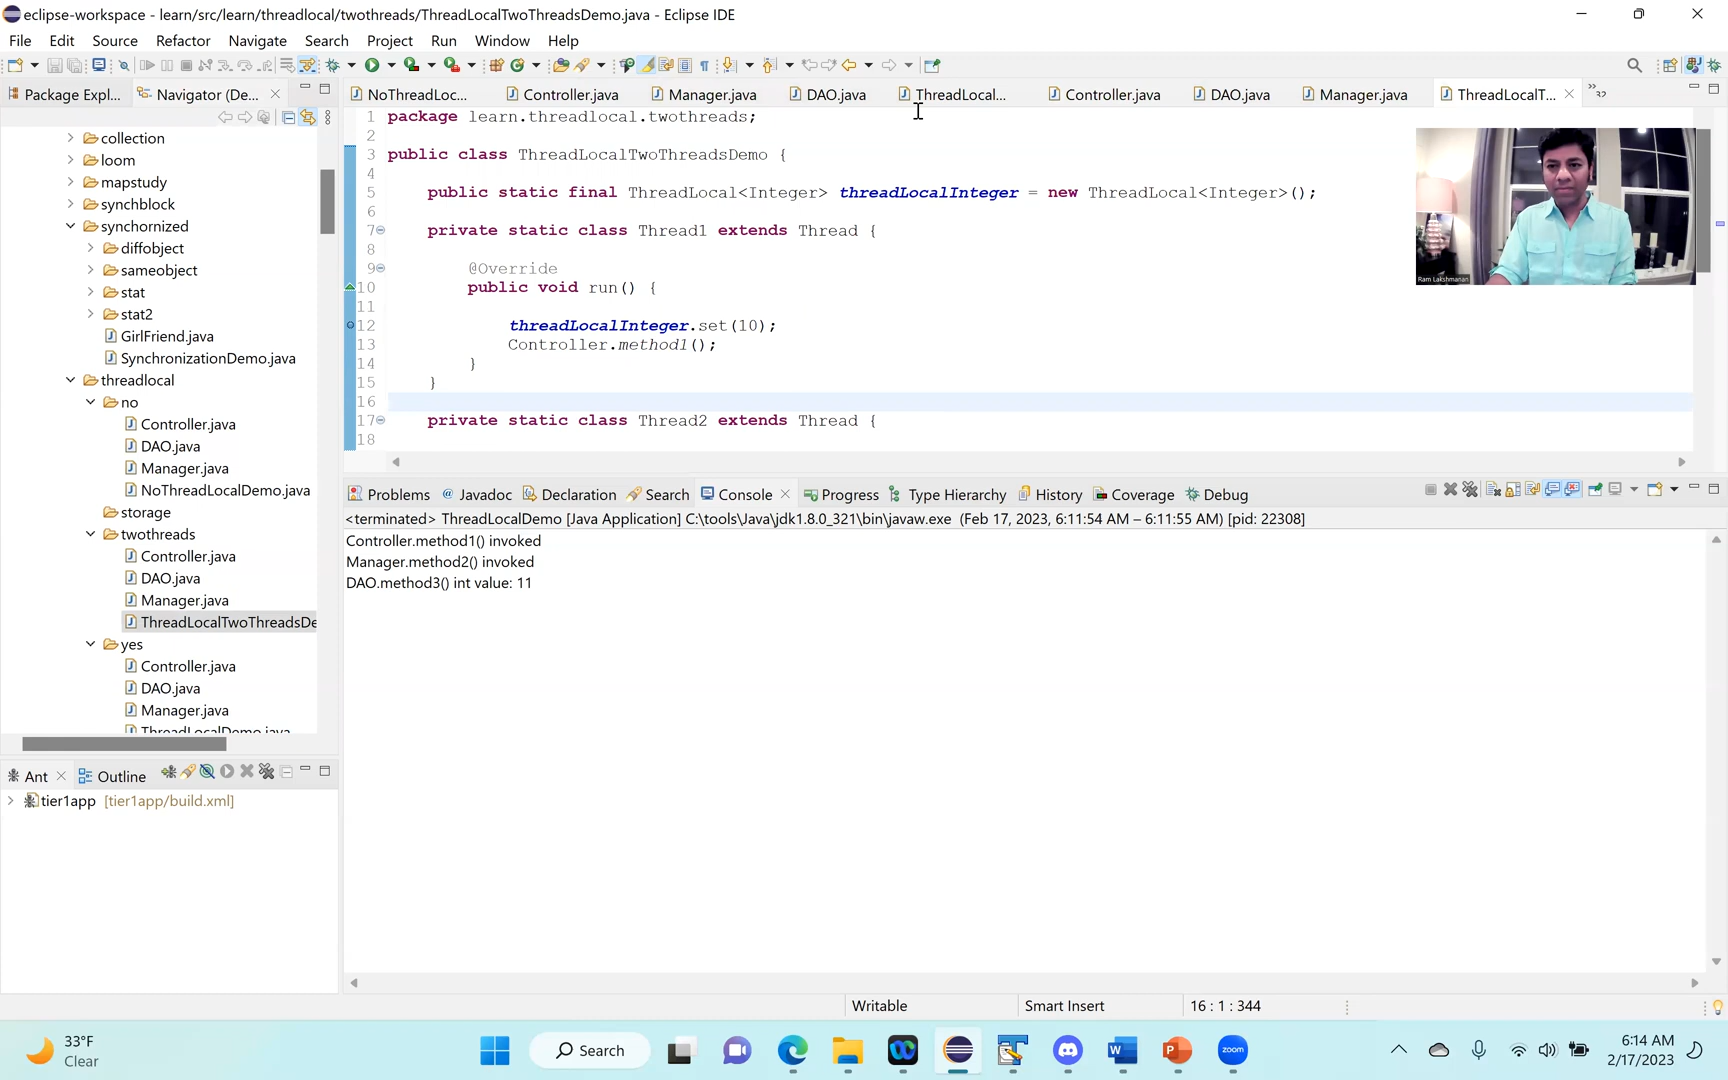 eclipse-workspace - learn/src/learn/threadlocal/twothreads/ThreadLocalTwoThreadsDemo.java - Eclipse IDE
File Edit Source Refactor Navigate Search Project Run Window Help
Package Expl... Navigator (De...
NoThreadLoc... Controller.java Manager.java DAO.java ThreadLocal... Controller.java DAO.java Manager.java ThreadLocalT... 32
collection
loom
mapstudy
synchblock
synchornized
diffobject
sameobject
stat
stat2
GirlFriend.java
SynchronizationDemo.java
threadlocal
no
Controller.java
DAO.java
Manager.java
NoThreadLocalDemo.java
storage
twothreads
Controller.java
DAO.java
Manager.java
ThreadLocalTwoThreadsDe
yes
Controller.java
DAO.java
Manager.java
ThreadLocalDemo.java
1 package learn.threadlocal.twothreads;
2
3 public class ThreadLocalTwoThreadsDemo {
4
5 public static final ThreadLocal<Integer> threadLocalInteger = new ThreadLocal<Integer>();
6
7 private static class Thread1 extends Thread {
8
9 @Override
10 public void run() {
11
12 threadLocalInteger.set(10);
13 Controller.method1();
14 }
15 }
16
17 private static class Thread2 extends Thread {
18
Ram Lakshmanan
Problems @ Javadoc Declaration Search Console Progress Type Hierarchy History Coverage Debug
<terminated> ThreadLocalDemo [Java Application] C:\tools\Java\jdk1.8.0_321\bin\javaw.exe (Feb 17, 2023, 6:11:54 AM – 6:11:55 AM) [pid: 22308]
Controller.method1() invoked
Manager.method2() invoked
DAO.method3() int value: 11
Ant Outline
tier1app [tier1app/build.xml]
Writable Smart Insert 16 : 1 : 344
33°F
Clear
Search
zoom
6:14 AM
2/17/2023